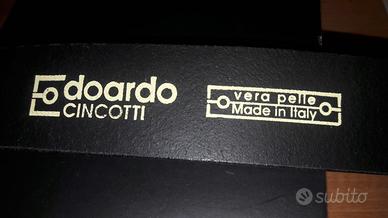 Edoardo
CINCOTTI
vera pelle
Made in Italy
subito